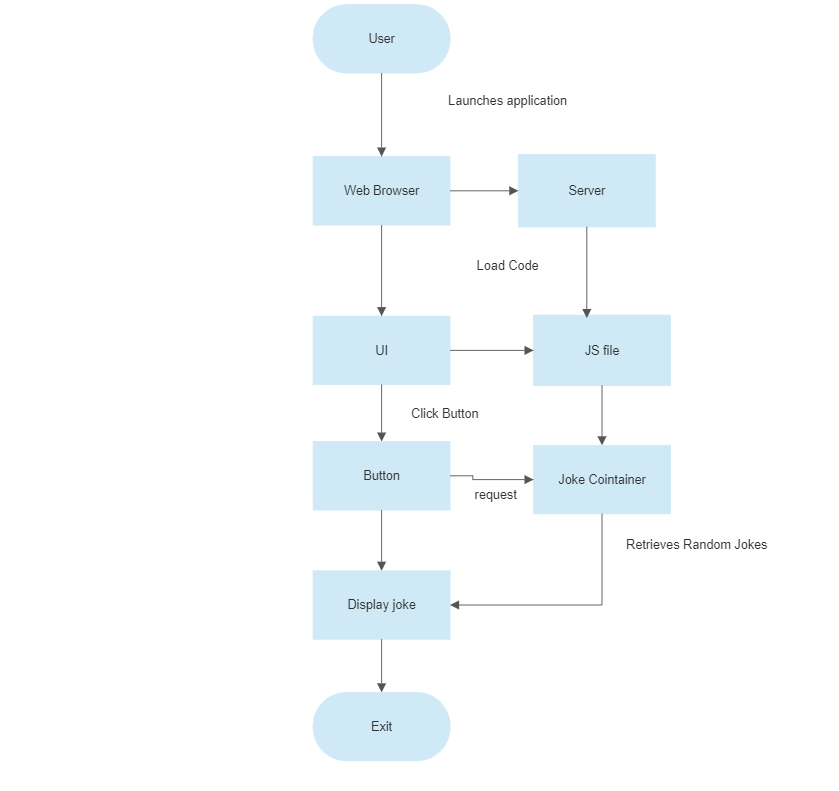 User
Launches application
Web Browser
Server
Load Code
UI
JS file
Click Button
Button
Joke Cointainer
request
Retrieves Random Jokes
Display joke
Exit